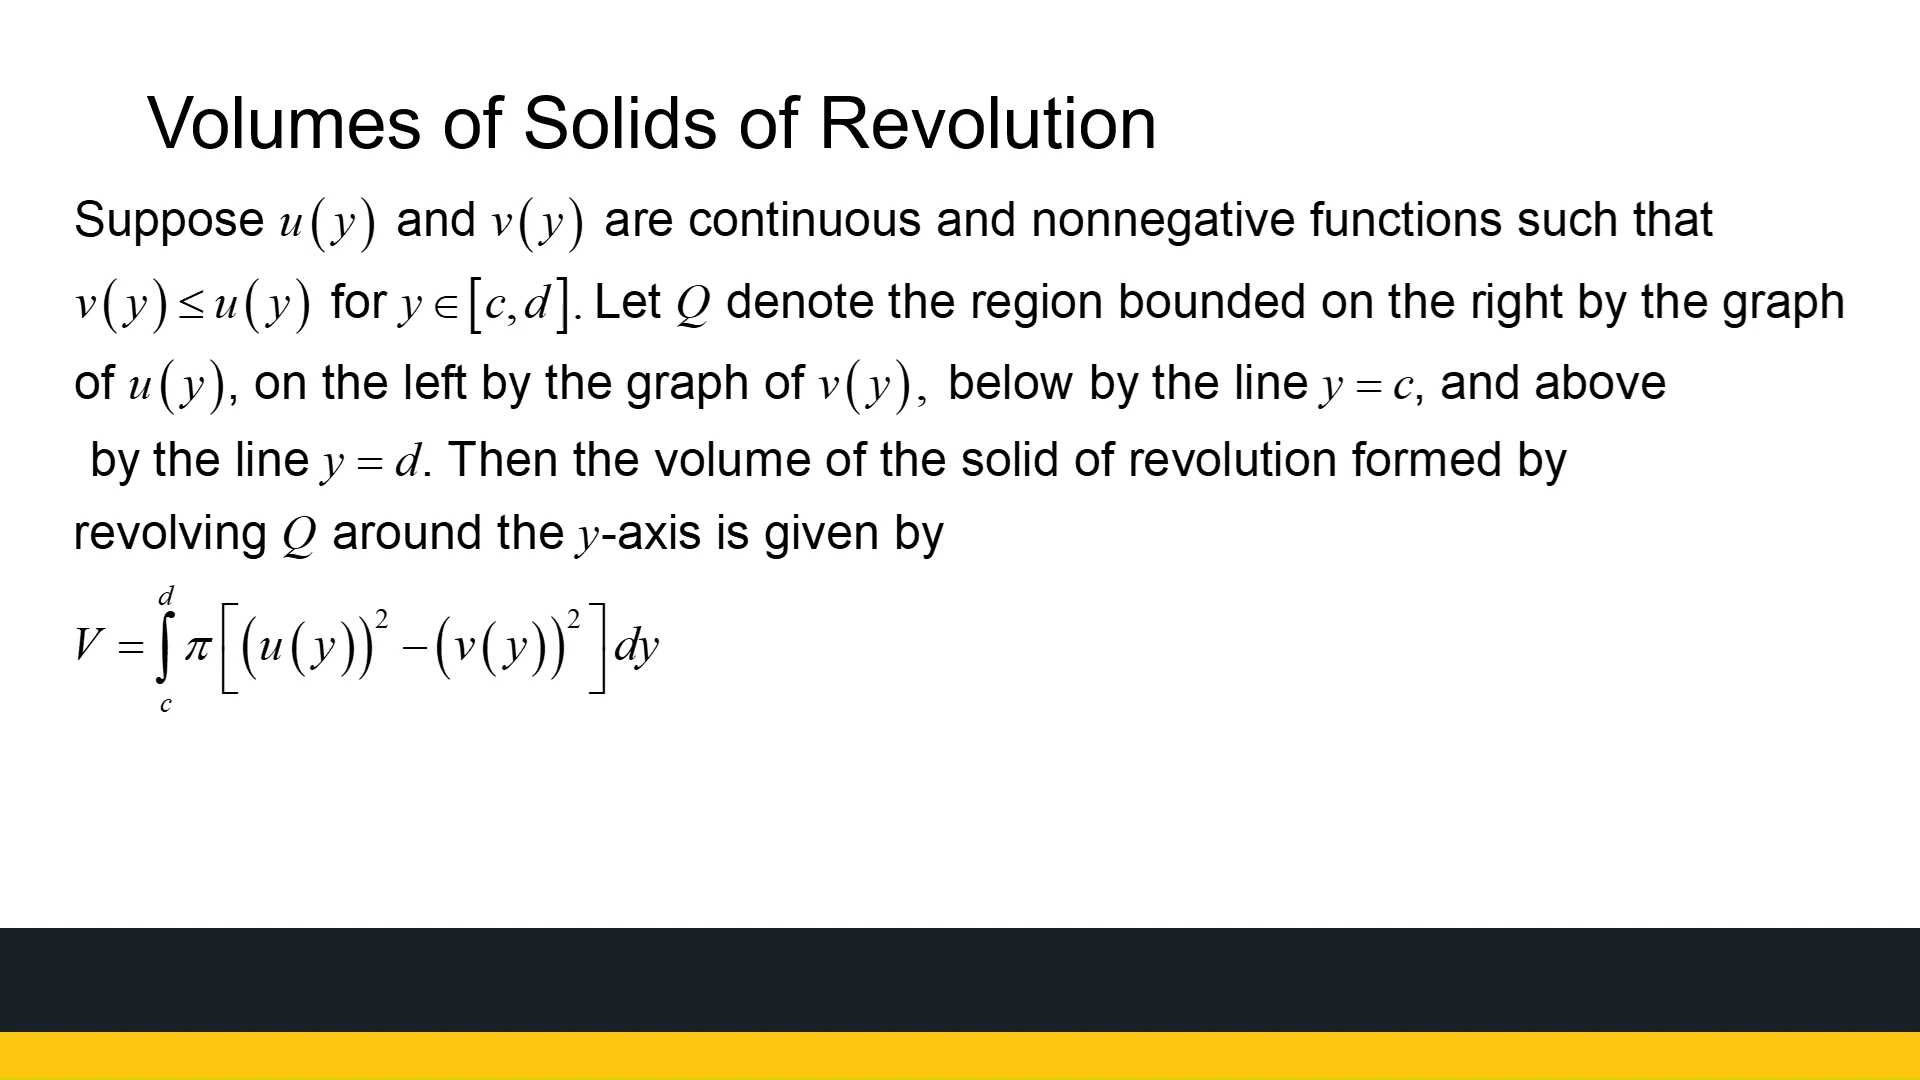 Volumes of Solids of Revolution
Suppose u(y) and v(y) are continuous and nonnegative functions such that
v(y) ≤ u(y) for y ∈ [c, d]. Let Q denote the region bounded on the right by the graph
of u(y), on the left by the graph of v(y), below by the line y = c, and above
by the line y = d. Then the volume of the solid of revolution formed by
revolving Q around the y-axis is given by
V = ∫_c^d π[(u(y))² − (v(y))²]dy